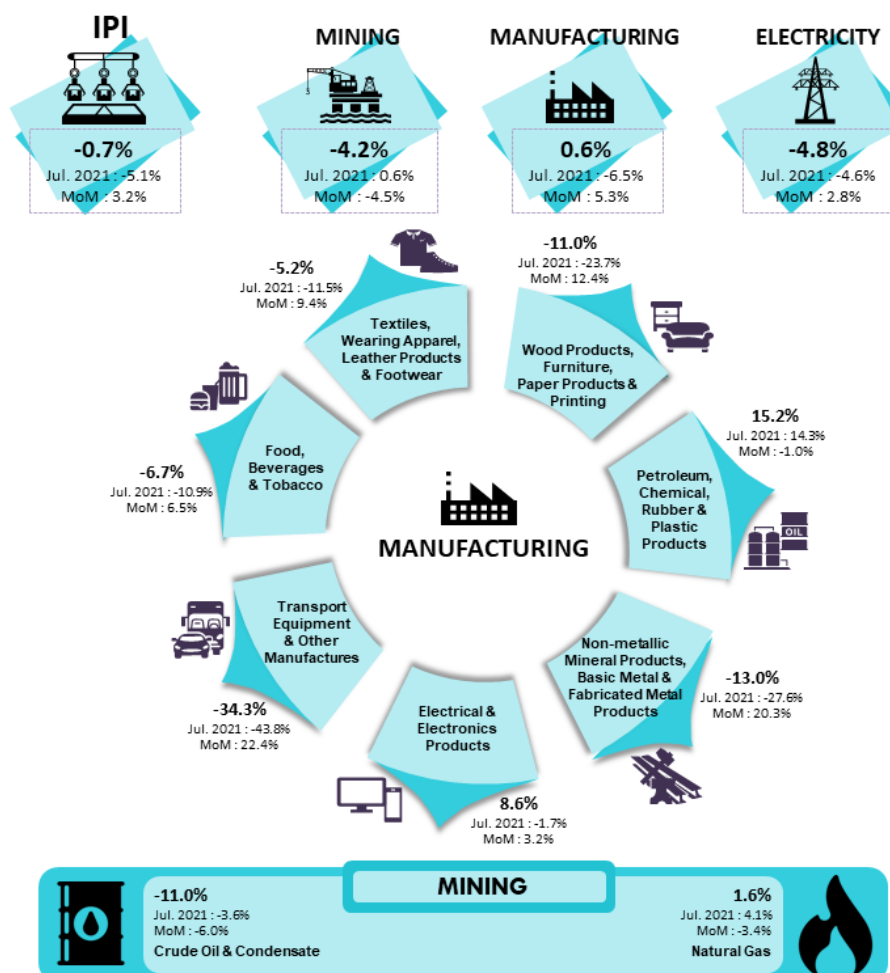 IPI
-0.7%
Jul. 2021 : -5.1%
MoM : 3.2%
MINING
-4.2%
Jul. 2021 : 0.6%
MoM : -4.5%
MANUFACTURING
0.6%
Jul. 2021 : -6.5%
MoM : 5.3%
ELECTRICITY
-4.8%
Jul. 2021 : -4.6%
MoM : 2.8%
-5.2%
Jul. 2021 : -11.5%
MoM : 9.4%
Textiles,
Wearing Apparel,
Leather Products
& Footwear
-11.0%
Jul. 2021 : -23.7%
MoM : 12.4%
Wood Products,
Furniture,
Paper Products &
Printing
15.2%
Jul. 2021 : 14.3%
MoM : -1.0%
Petroleum,
Chemical,
Rubber &
Plastic
Products
OIL
-6.7%
Jul. 2021 : -10.9%
MoM : 6.5%
Food,
Beverages
& Tobacco
MANUFACTURING
Transport
Equipment
& Other
Manufactures
-34.3%
Jul. 2021 : -43.8%
MoM : 22.4%
Electrical &
Electronics
Products
8.6%
Jul. 2021 : -1.7%
MoM : 3.2%
Non-metallic
Mineral Products,
Basic Metal &
Fabricated Metal
Products
-13.0%
Jul. 2021 : -27.6%
MoM : 20.3%
MINING
-11.0%
Jul. 2021 : -3.6%
MoM : -6.0%
Crude Oil & Condensate
1.6%
Jul. 2021 : 4.1%
MoM : -3.4%
Natural Gas